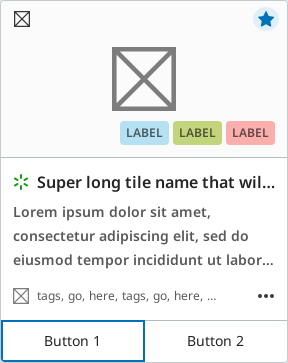 LABEL LABEL LABEL
Super long tile name that wil...
Lorem ipsum dolor sit amet,
consectetur adipiscing elit, sed do
eiusmod tempor incididunt ut labor...
tags, go, here, tags, go, here, ...
Button 1 Button 2